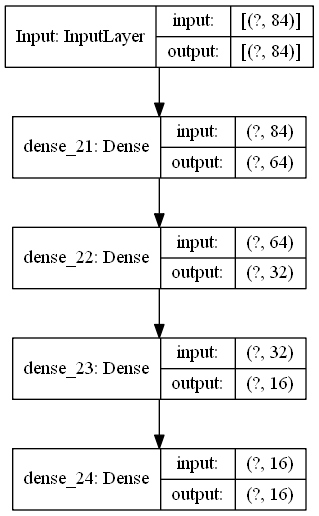 Input: InputLayer
input:
[(?, 84)]
output:
[(?, 84)]
dense_21: Dense
input:
(?, 84)
output:
(?, 64)
dense_22: Dense
input:
(?, 64)
output:
(?, 32)
dense_23: Dense
input:
(?, 32)
output:
(?, 16)
dense_24: Dense
input:
(?, 16)
output:
(?, 16)